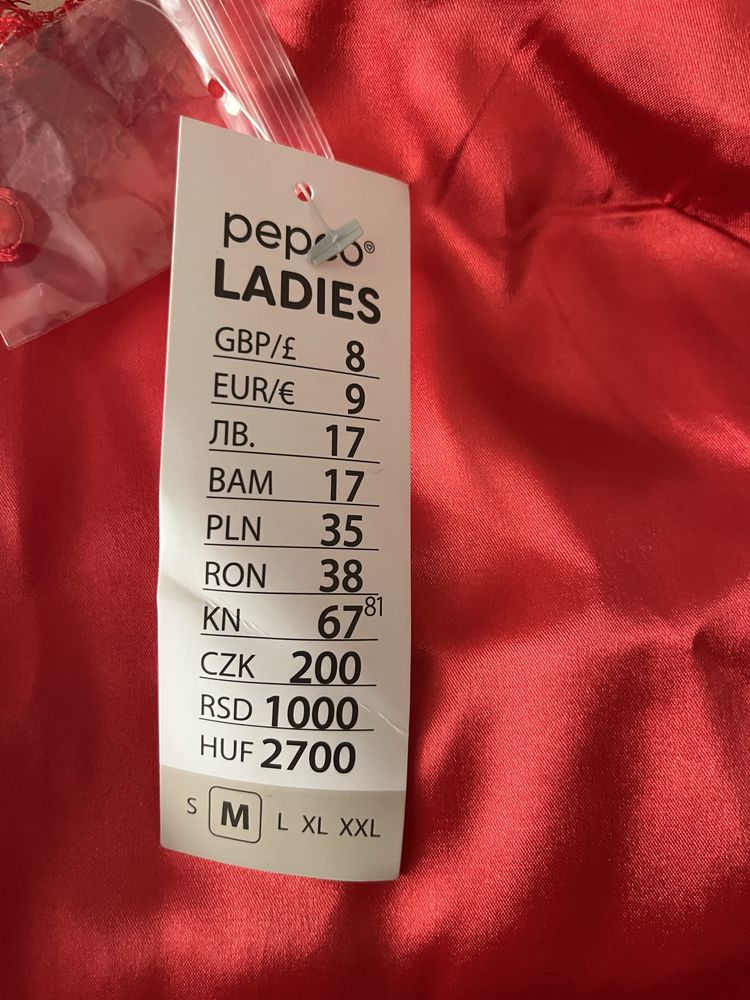 pepco
LADIES
GBP/£ 8
EUR/€ 9
ЛВ. 17
BAM 17
PLN 35
RON 38
KN 67 81
CZK 200
RSD 1000
HUF 2700
S M L XL XXL